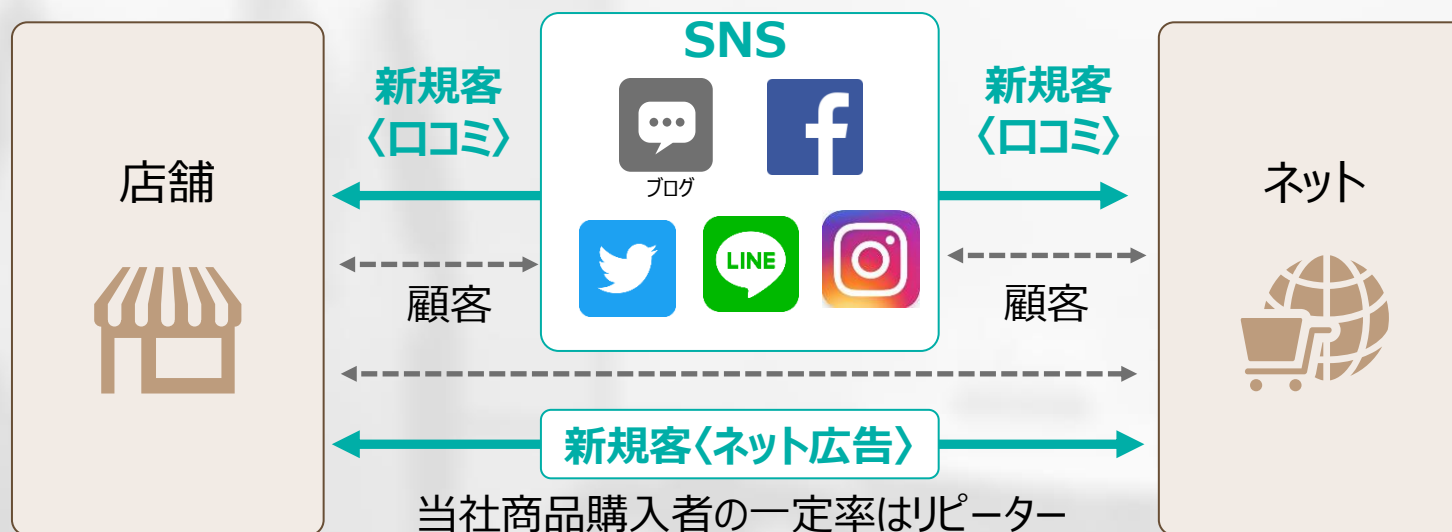 SNS
新規客
〈口コミ〉
新規客
〈口コミ〉
店舗
ブログ
ネット
LINE
顧客
顧客
新規客〈ネット広告〉
当社商品購入者の一定率はリピーター